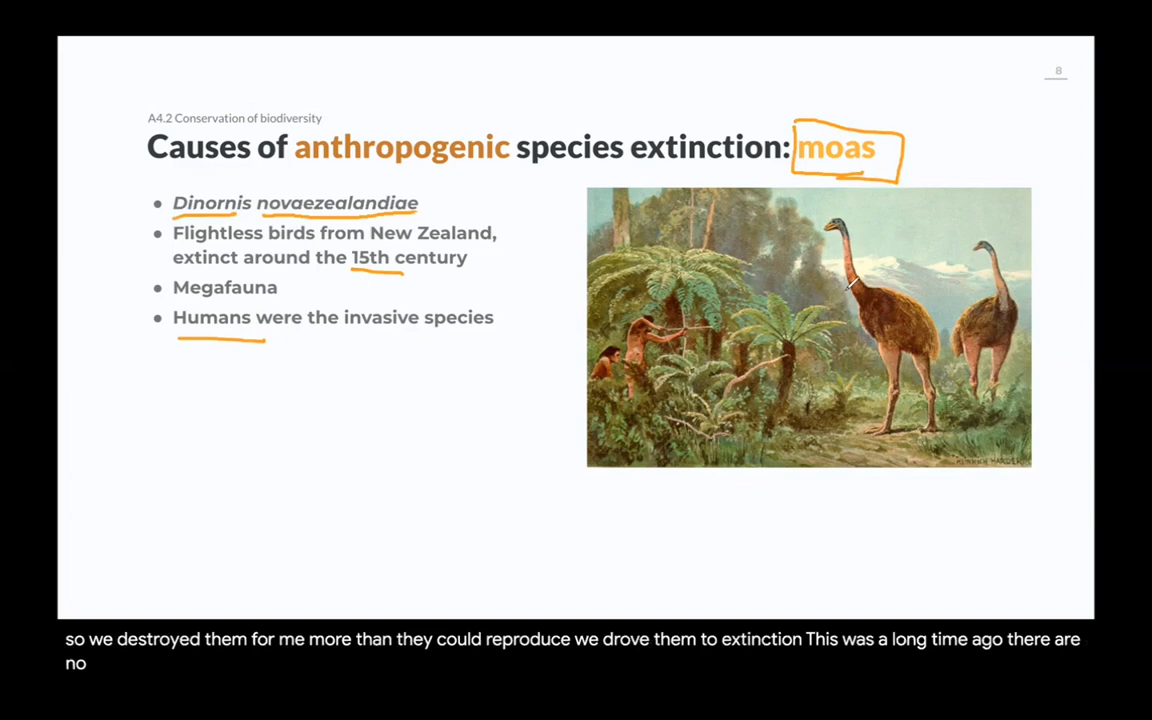 8
A4.2 Conservation of biodiversity
Causes of anthropogenic species extinction: moas
• Dinornis novaezealandiae
• Flightless birds from New Zealand,
extinct around the 15th century
• Megafauna
• Humans were the invasive species
HEINRICH HARDER
so we destroyed them for me more than they could reproduce we drove them to extinction This was a long time ago there are
no